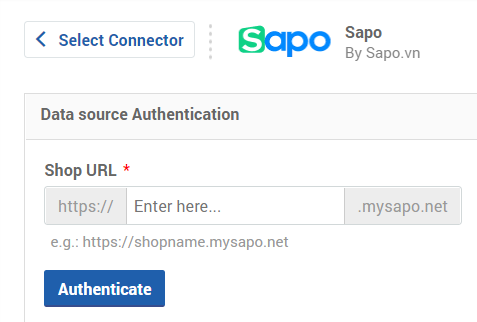 Select Connector
Sapo
Sapo
By Sapo.vn
Data source Authentication
Shop URL *
https:// Enter here... .mysapo.net
e.g.: https://shopname.mysapo.net
Authenticate